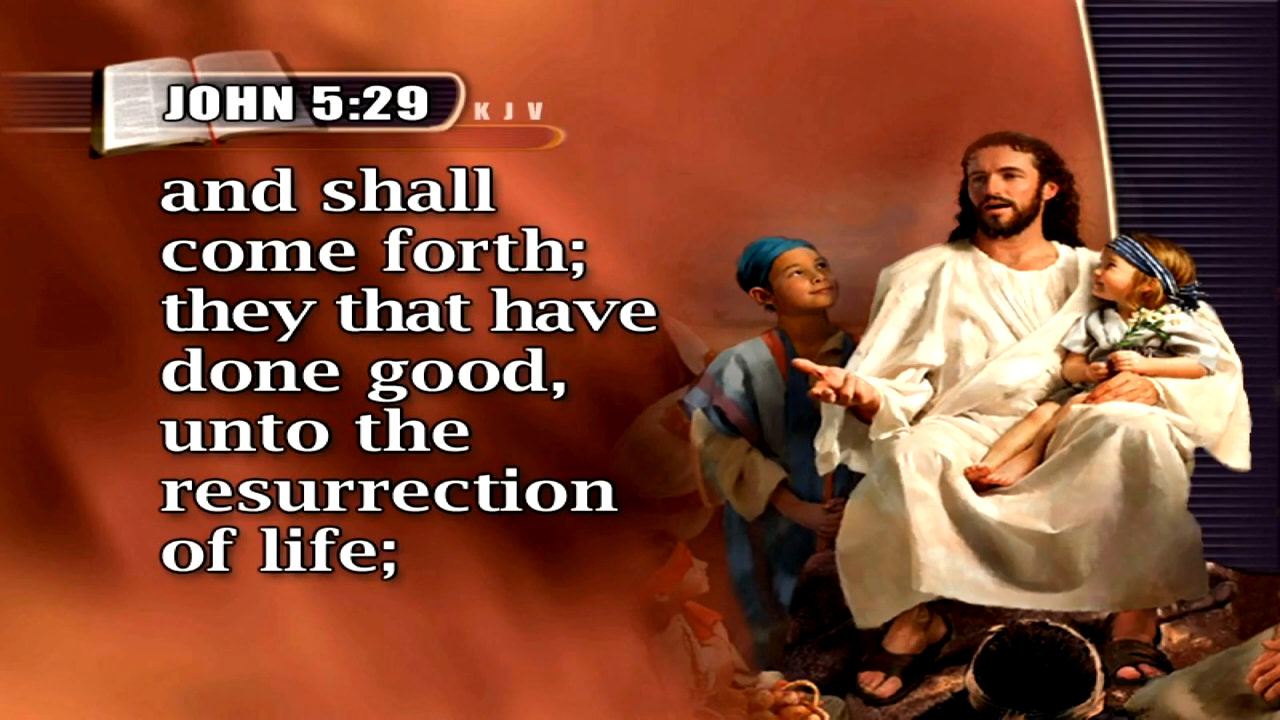 JOHN 5:29 KJV
and shall
come forth;
they that have
done good,
unto the
resurrection
of life;